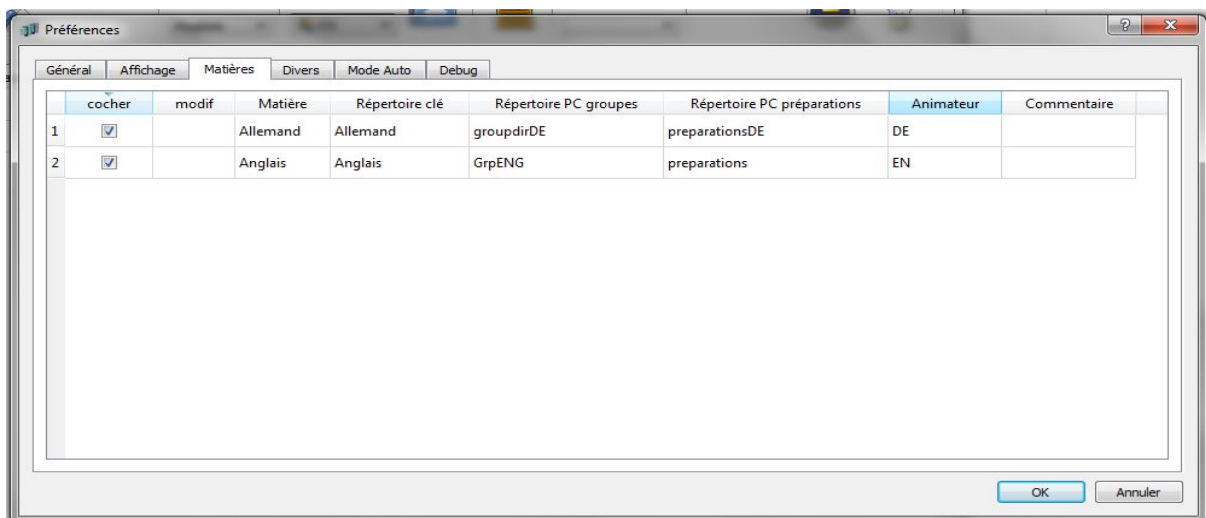 Préférences
Général Affichage Matières Divers Mode Auto Debug
cocher modif Matière Répertoire clé Répertoire PC groupes Répertoire PC préparations Animateur Commentaire
1 Allemand Allemand groupdirDE preparationsDE DE
2 Anglais Anglais GrpENG preparations EN
OK Annuler